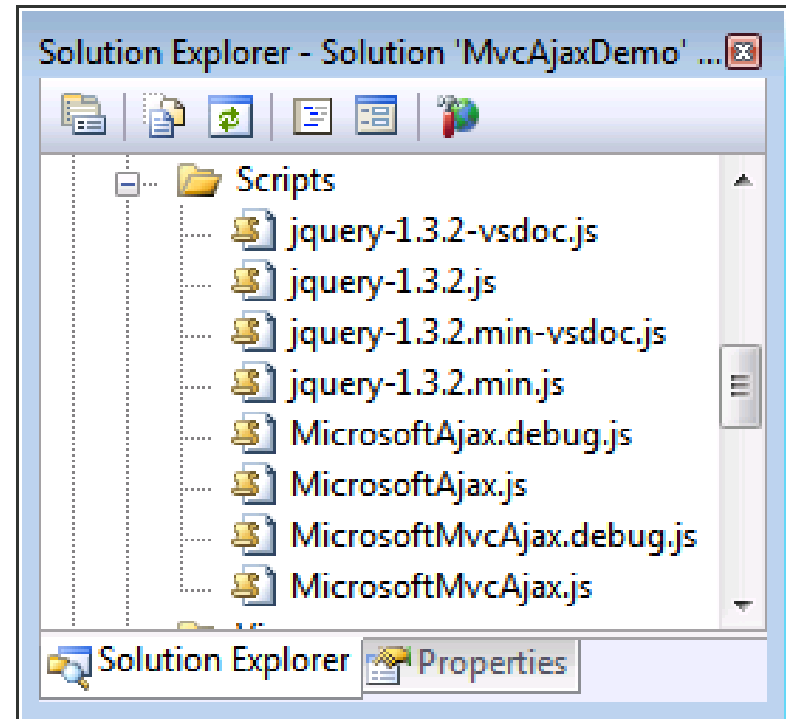 Solution Explorer - Solution 'MvcAjaxDemo' ...
Scripts
jquery-1.3.2-vsdoc.js
jquery-1.3.2.js
jquery-1.3.2.min-vsdoc.js
jquery-1.3.2.min.js
MicrosoftAjax.debug.js
MicrosoftAjax.js
MicrosoftMvcAjax.debug.js
MicrosoftMvcAjax.js
Solution Explorer Properties